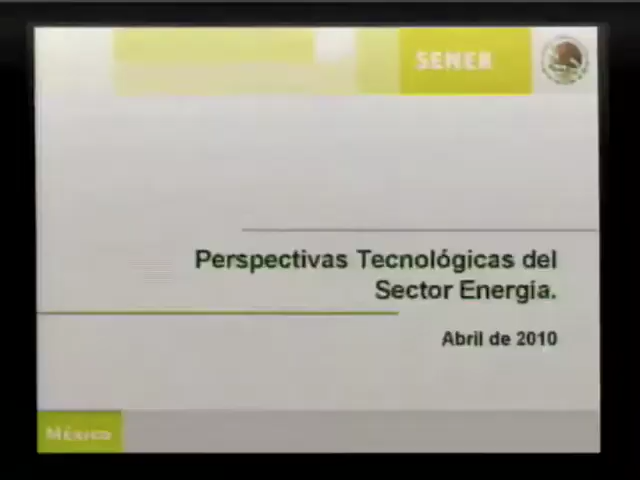 SENER
Perspectivas Tecnológicas del
Sector Energía.
Abril de 2010
México